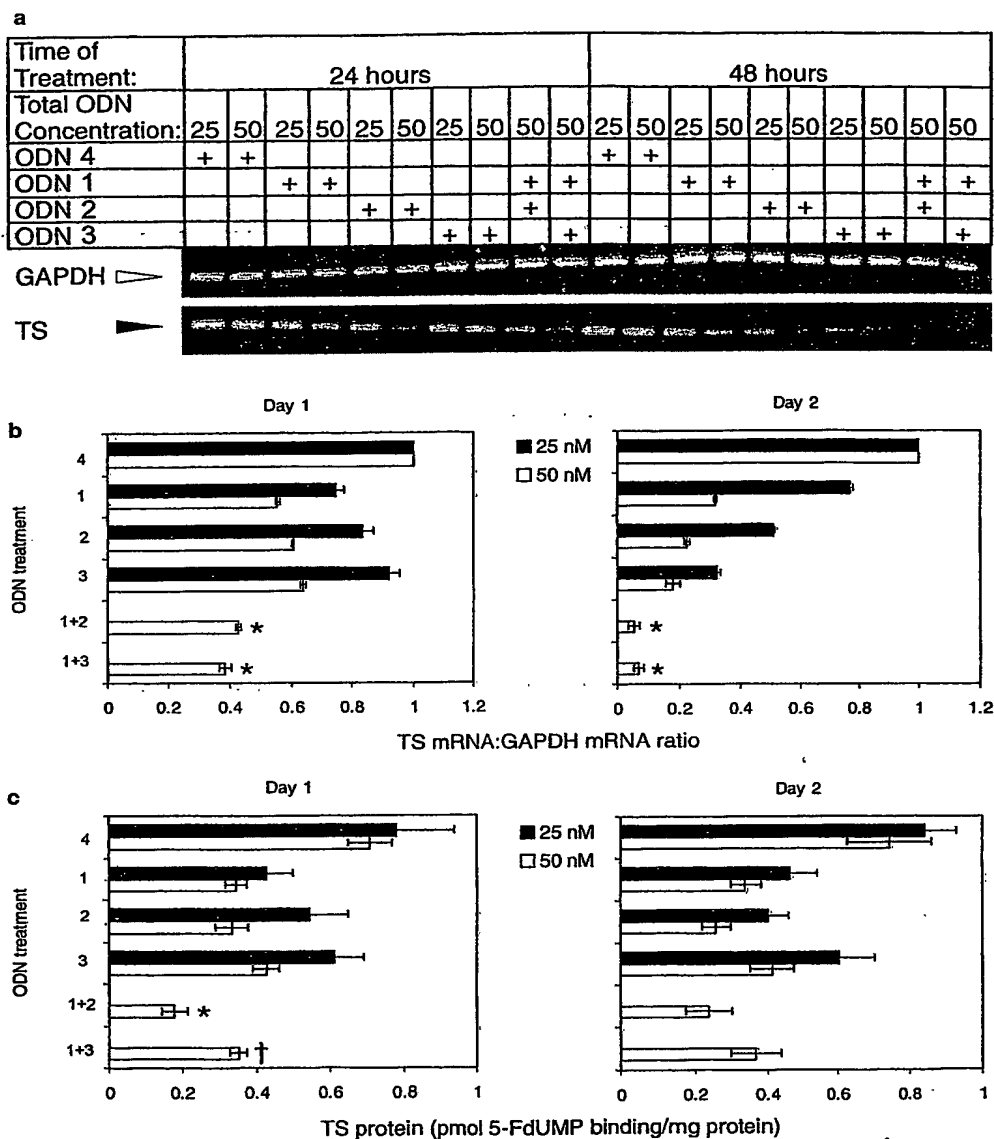 a
Time of
Treatment: 24 hours 48 hours
Total ODN
Concentration: 25 50 25 50 25 50 25 50 50 50 25 50 25 50 25 50 25 50 50 50
ODN 4 + + + +
ODN 1 + + + + + + + +
ODN 2 + + + + + +
ODN 3 + + + + + +
GAPDH
TS
b
Day 1
Day 2
25 nM
50 nM
ODN treatment
4
1
2
3
1+2 * *
1+3 * *
0 0.2 0.4 0.6 0.8 1 1.2
0 0.2 0.4 0.6 0.8 1.0 1.2
TS mRNA:GAPDH mRNA ratio
c
Day 1
Day 2
25 nM
50 nM
ODN treatment
4
1
2
3
1+2 *
1+3 †
0 0.2 0.4 0.6 0.8 1
0 0.2 0.4 0.6 0.8 1
TS protein (pmol 5-FdUMP binding/mg protein)